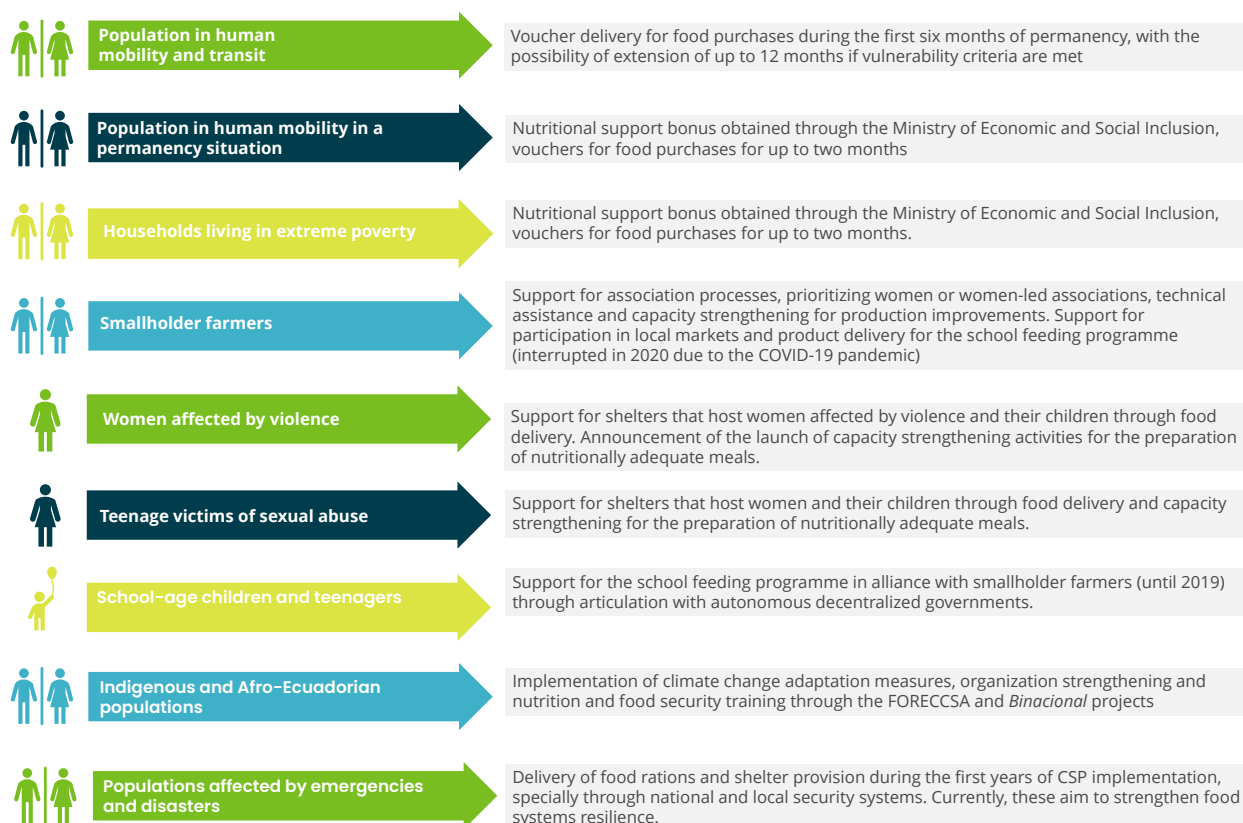 Population in human
mobility and transit
Voucher delivery for food purchases during the first six months of permanency, with the
possibility of extension of up to 12 months if vulnerability criteria are met
Population in human mobility in a
permanency situation
Nutritional support bonus obtained through the Ministry of Economic and Social Inclusion,
vouchers for food purchases for up to two months
Households living in extreme poverty
Nutritional support bonus obtained through the Ministry of Economic and Social Inclusion,
vouchers for food purchases for up to two months.
Smallholder farmers
Support for association processes, prioritizing women or women-led associations, technical
assistance and capacity strengthening for production improvements. Support for
participation in local markets and product delivery for the school feeding programme
(interrupted in 2020 due to the COVID-19 pandemic)
Women affected by violence
Support for shelters that host women affected by violence and their children through food
delivery. Announcement of the launch of capacity strengthening activities for the preparation
of nutritionally adequate meals.
Teenage victims of sexual abuse
Support for shelters that host women and their children through food delivery and capacity
strengthening for the preparation of nutritionally adequate meals.
School-age children and teenagers
Support for the school feeding programme in alliance with smallholder farmers (until 2019)
through articulation with autonomous decentralized governments.
Indigenous and Afro-Ecuadorian
populations
Implementation of climate change adaptation measures, organization strengthening and
nutrition and food security training through the FORECCSA and Binacional projects
Populations affected by emergencies
and disasters
Delivery of food rations and shelter provision during the first years of CSP implementation,
specially through national and local security systems. Currently, these aim to strengthen food
systems resilience.